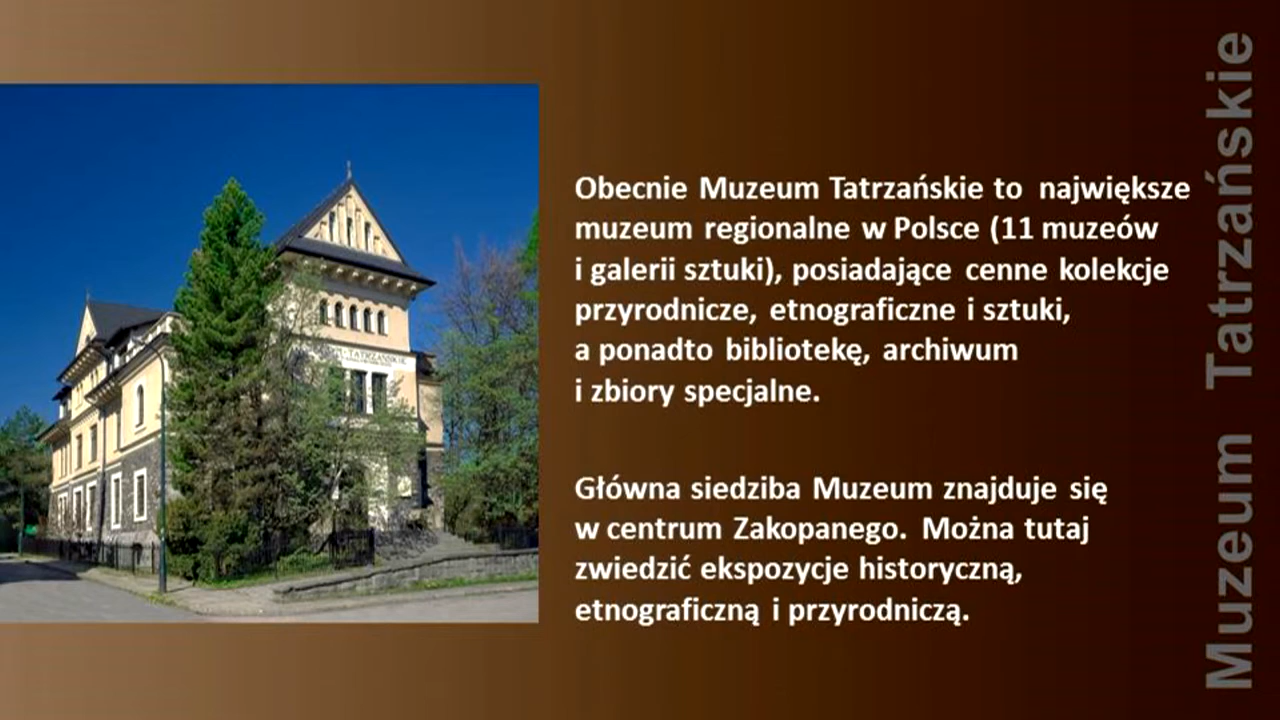 Obecnie Muzeum Tatrzańskie to największe
muzeum regionalne w Polsce (11 muzeów
i galerii sztuki), posiadające cenne kolekcje
przyrodnicze, etnograficzne i sztuki,
a ponadto bibliotekę, archiwum
i zbiory specjalne.
Główna siedziba Muzeum znajduje się
w centrum Zakopanego. Można tutaj
zwiedzić ekspozycje historyczną,
etnograficzną i przyrodniczą.
Muzeum Tatrzańskie
TATRZAŃSKIE